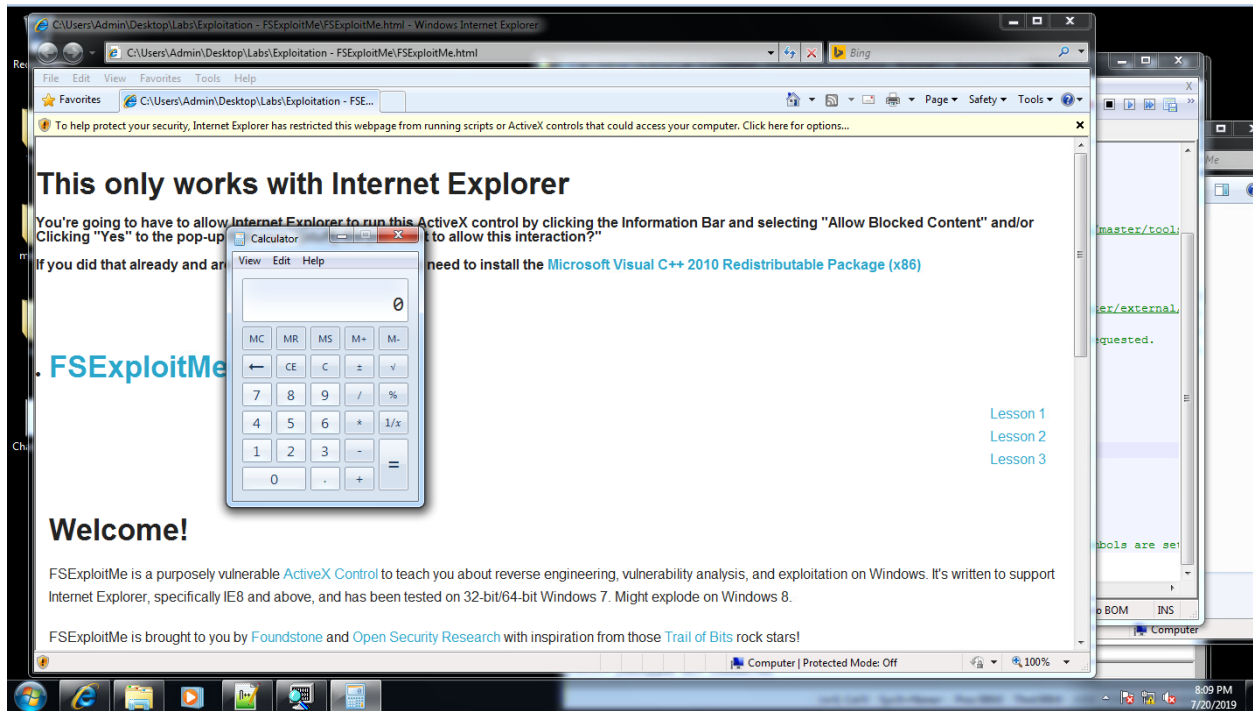 C:\Users\Admin\Desktop\Labs\Exploitation - FSExploitMe\FSExploitMe.html - Windows Internet Explorer
C:\Users\Admin\Desktop\Labs\Exploitation - FSExploitMe\FSExploitMe.html
Bing
File Edit View Favorites Tools Help
Favorites
C:\Users\Admin\Desktop\Labs\Exploitation - FSE...
Page Safety Tools
To help protect your security, Internet Explorer has restricted this webpage from running scripts or ActiveX controls that could access your computer. Click here for options...
This only works with Internet Explorer
You're going to have to allow Internet Explorer to run this ActiveX control by clicking the Information Bar and selecting "Allow Blocked Content" and/or
Clicking "Yes" to the pop-up t to allow this interaction?"
If you did that already and are need to install the Microsoft Visual C++ 2010 Redistributable Package (x86)
Calculator
View Edit Help
0
MC MR MS M+ M-
← CE C ± √
7 8 9 / %
4 5 6 * 1/x
1 2 3 - =
0 . +
FSExploitMe
Lesson 1
Lesson 2
Lesson 3
Welcome!
FSExploitMe is a purposely vulnerable ActiveX Control to teach you about reverse engineering, vulnerability analysis, and exploitation on Windows. It's written to support
Internet Explorer, specifically IE8 and above, and has been tested on 32-bit/64-bit Windows 7. Might explode on Windows 8.
FSExploitMe is brought to you by Foundstone and Open Security Research with inspiration from those Trail of Bits rock stars!
Computer | Protected Mode: Off
100%
Me
/master/tool
er/external,
equested.
mbols are set
BOM INS
Computer
8:09 PM
7/20/2019